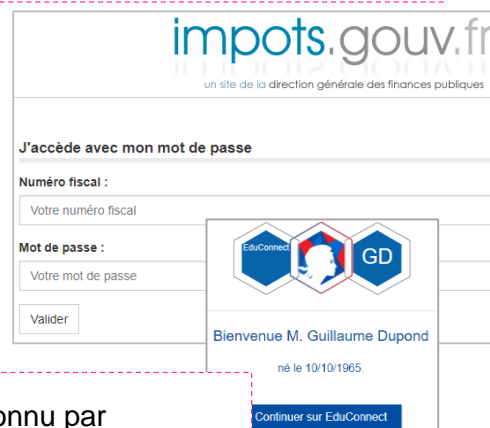 impots.gouv.fr
un site de la direction générale des finances publiques
J'accède avec mon mot de passe
Numéro fiscal :
Votre numéro fiscal
Mot de passe :
Votre mot de passe
Valider
EduConnect
GD
Bienvenue M. Guillaume Dupond
né le 10/10/1965.
Continuer sur EduConnect
onnu par